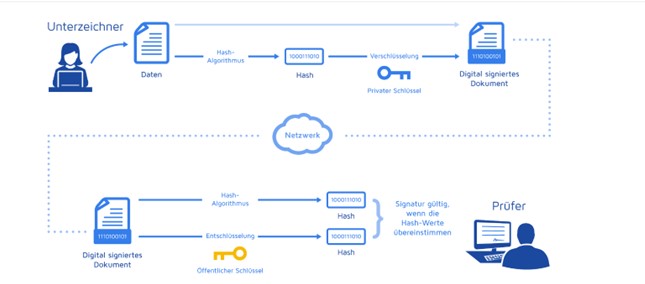 Unterzeichner
Daten
Hash-
Algorithmus
1000111010
Hash
Verschlüsselung
Privater Schlüssel
1110100101
Digital signiertes
Dokument
Netzwerk
1110100101
Digital signiertes
Dokument
Hash-
Algorithmus
1000111010
Hash
Entschlüsselung
Öffentlicher Schlüssel
1000111010
Hash
Signatur gültig,
wenn die
Hash-Werte
übereinstimmen
Prüfer